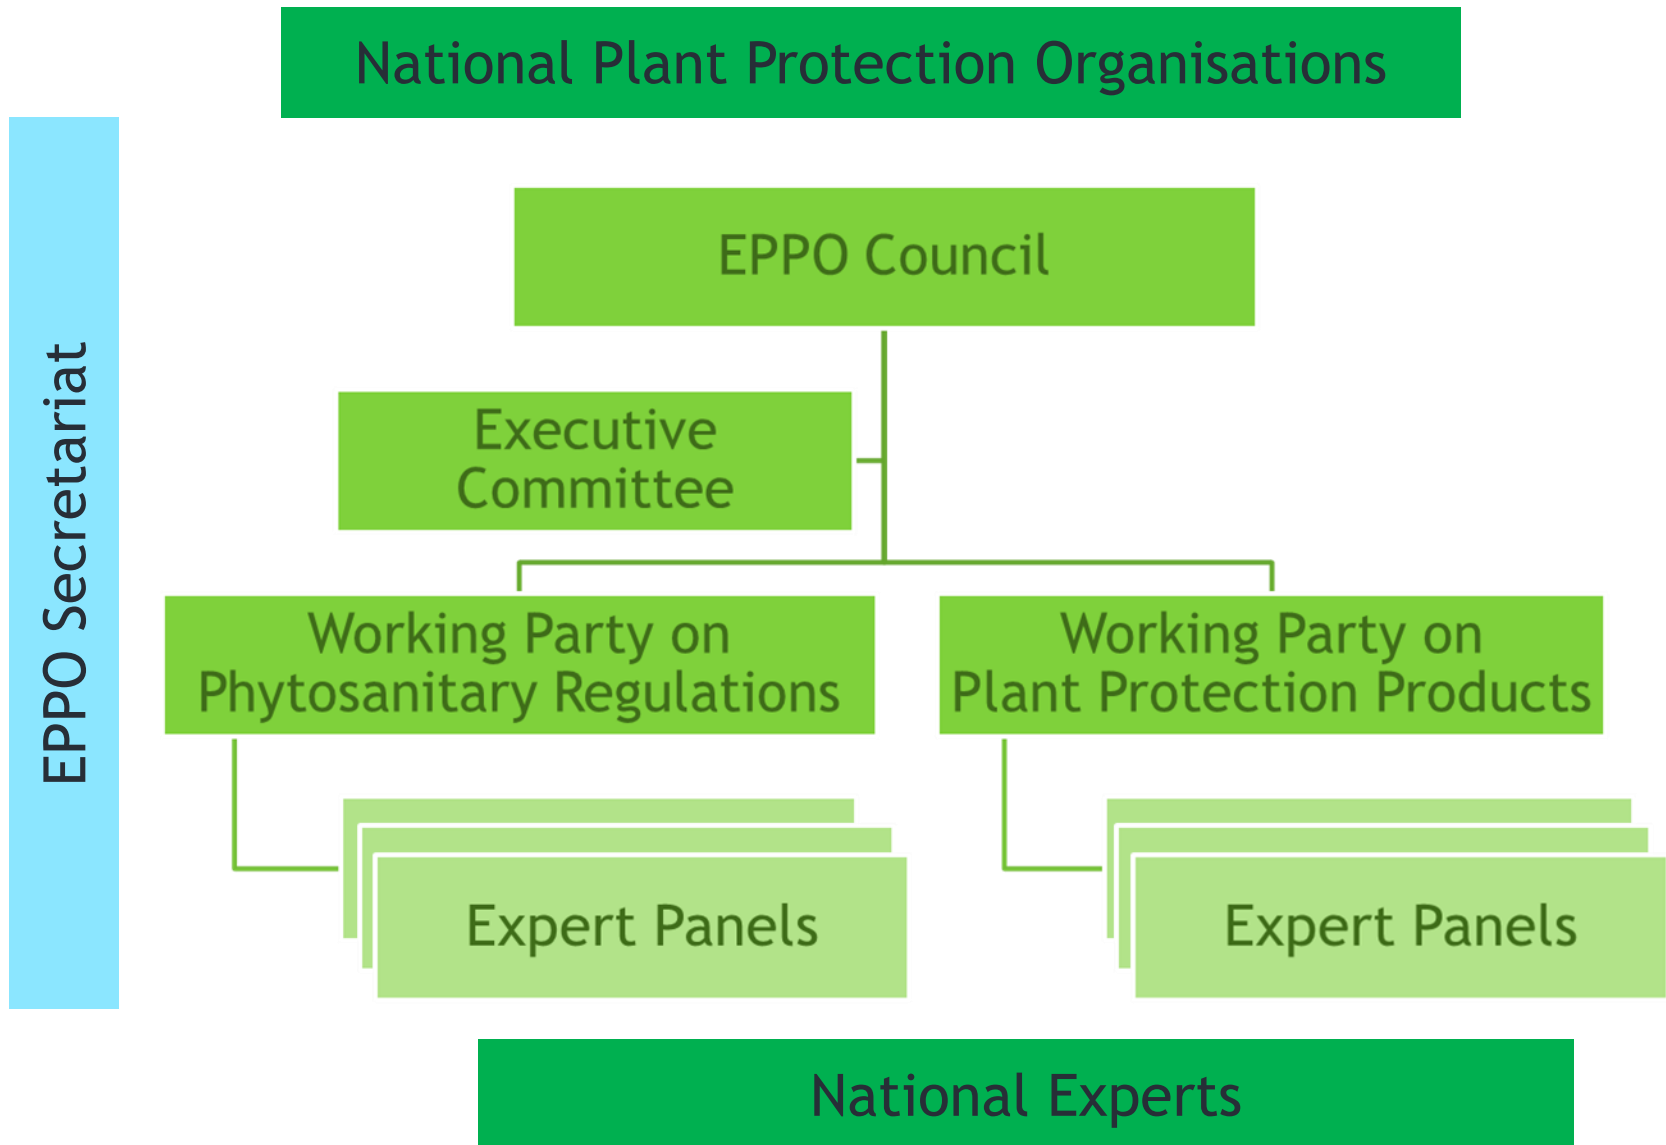 National Plant Protection Organisations
EPPO Secretariat
EPPO Council
Executive
Committee
Working Party on
Phytosanitary Regulations
Working Party on
Plant Protection Products
Expert Panels
Expert Panels
National Experts